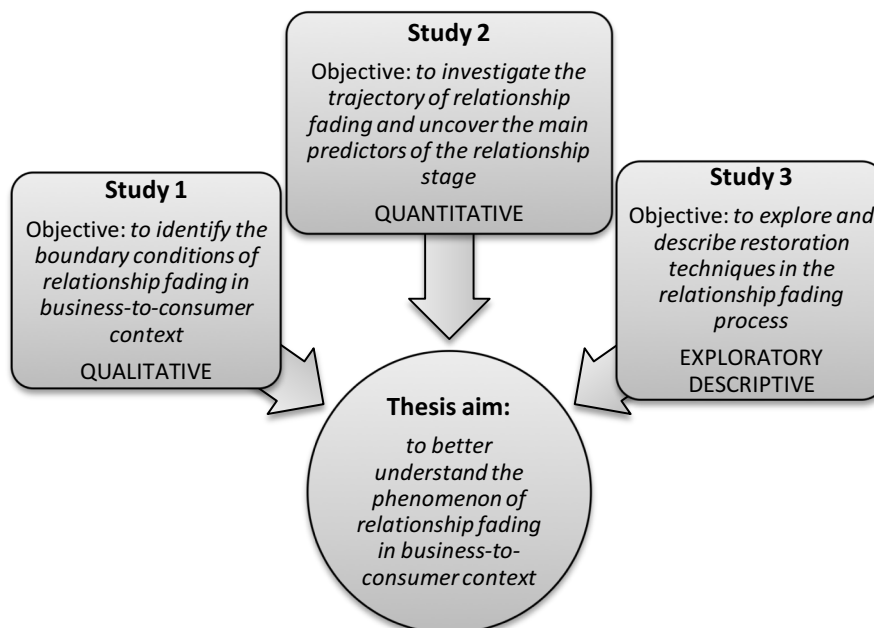 Study 1
Objective: to identify the
boundary conditions of
relationship fading in
business-to-consumer
context
QUALITATIVE
Study 2
Objective: to investigate the
trajectory of relationship
fading and uncover the main
predictors of the relationship
stage
QUANTITATIVE
Study 3
Objective: to explore and
describe restoration
techniques in the
relationship fading
process
EXPLORATORY
DESCRIPTIVE
Thesis aim:
to better
understand the
phenomenon of
relationship fading
in business-to-
consumer context